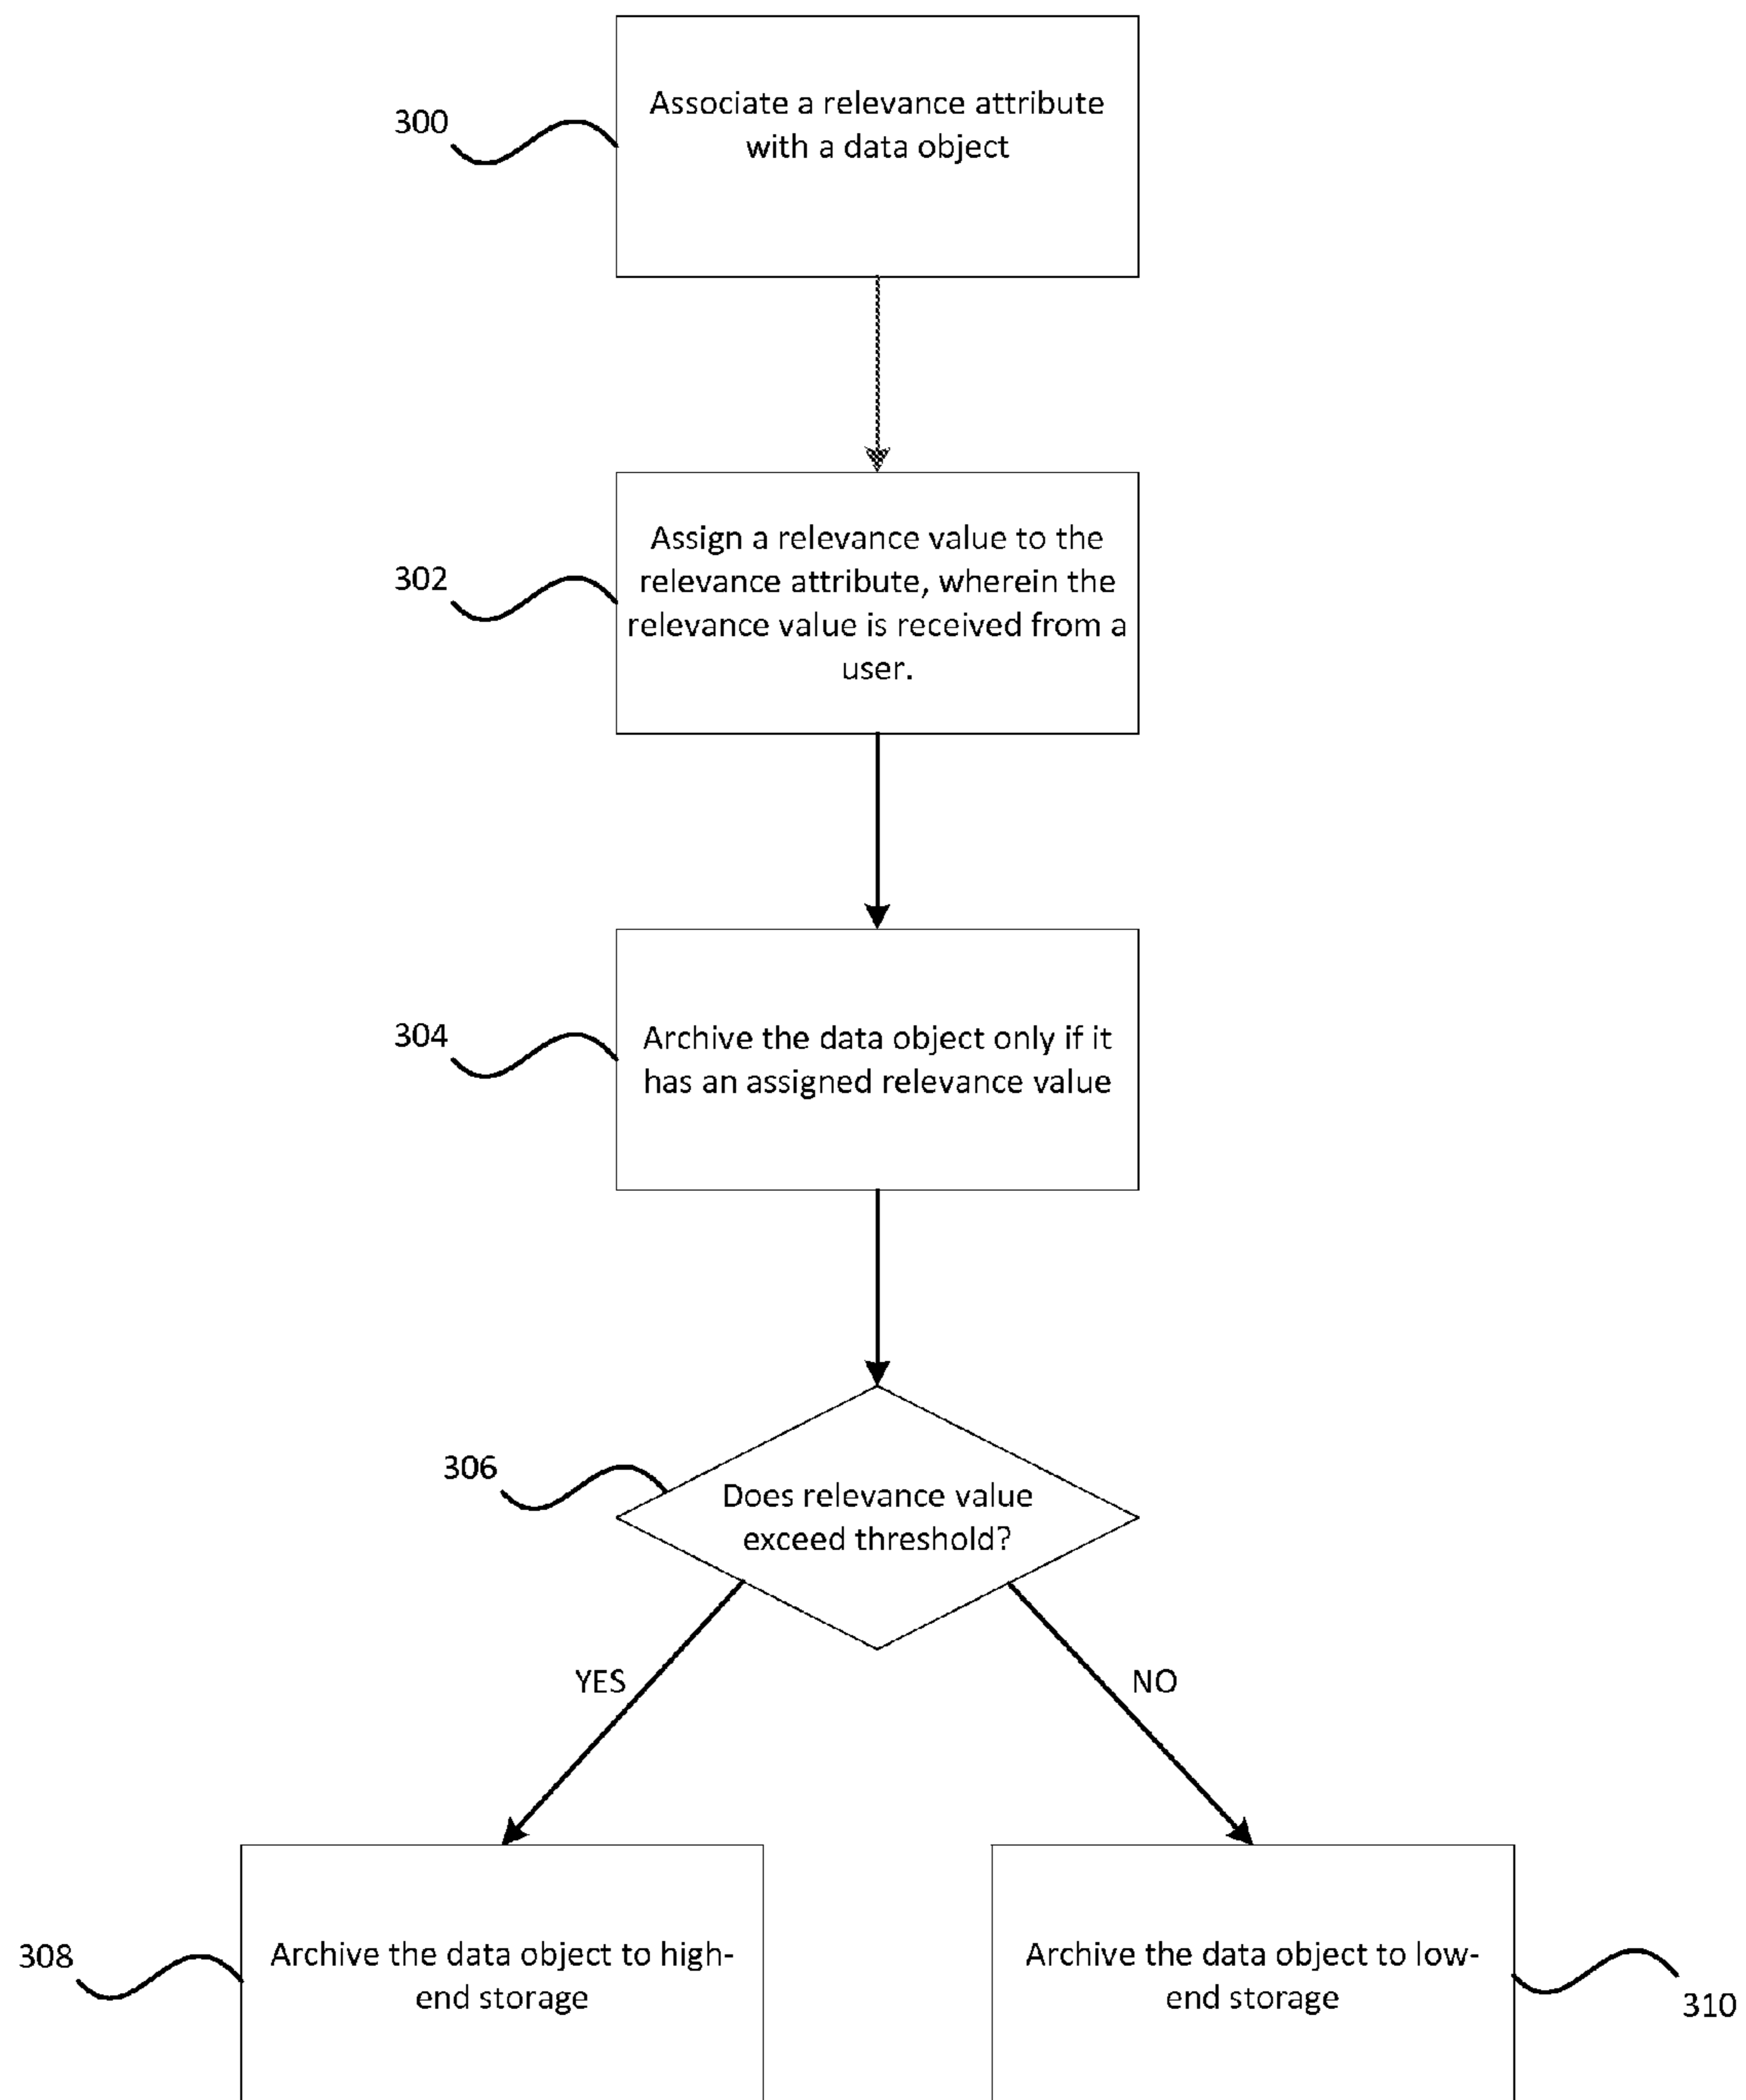 Associate a relevance attribute
with a data object
300
Assign a relevance value to the
relevance attribute, wherein the
relevance value is received from a
user.
302
Archive the data object only if it
has an assigned relevance value
304
306
Does relevance value
exceed threshold?
YES
NO
308
Archive the data object to high-
end storage
Archive the data object to low-
end storage
310